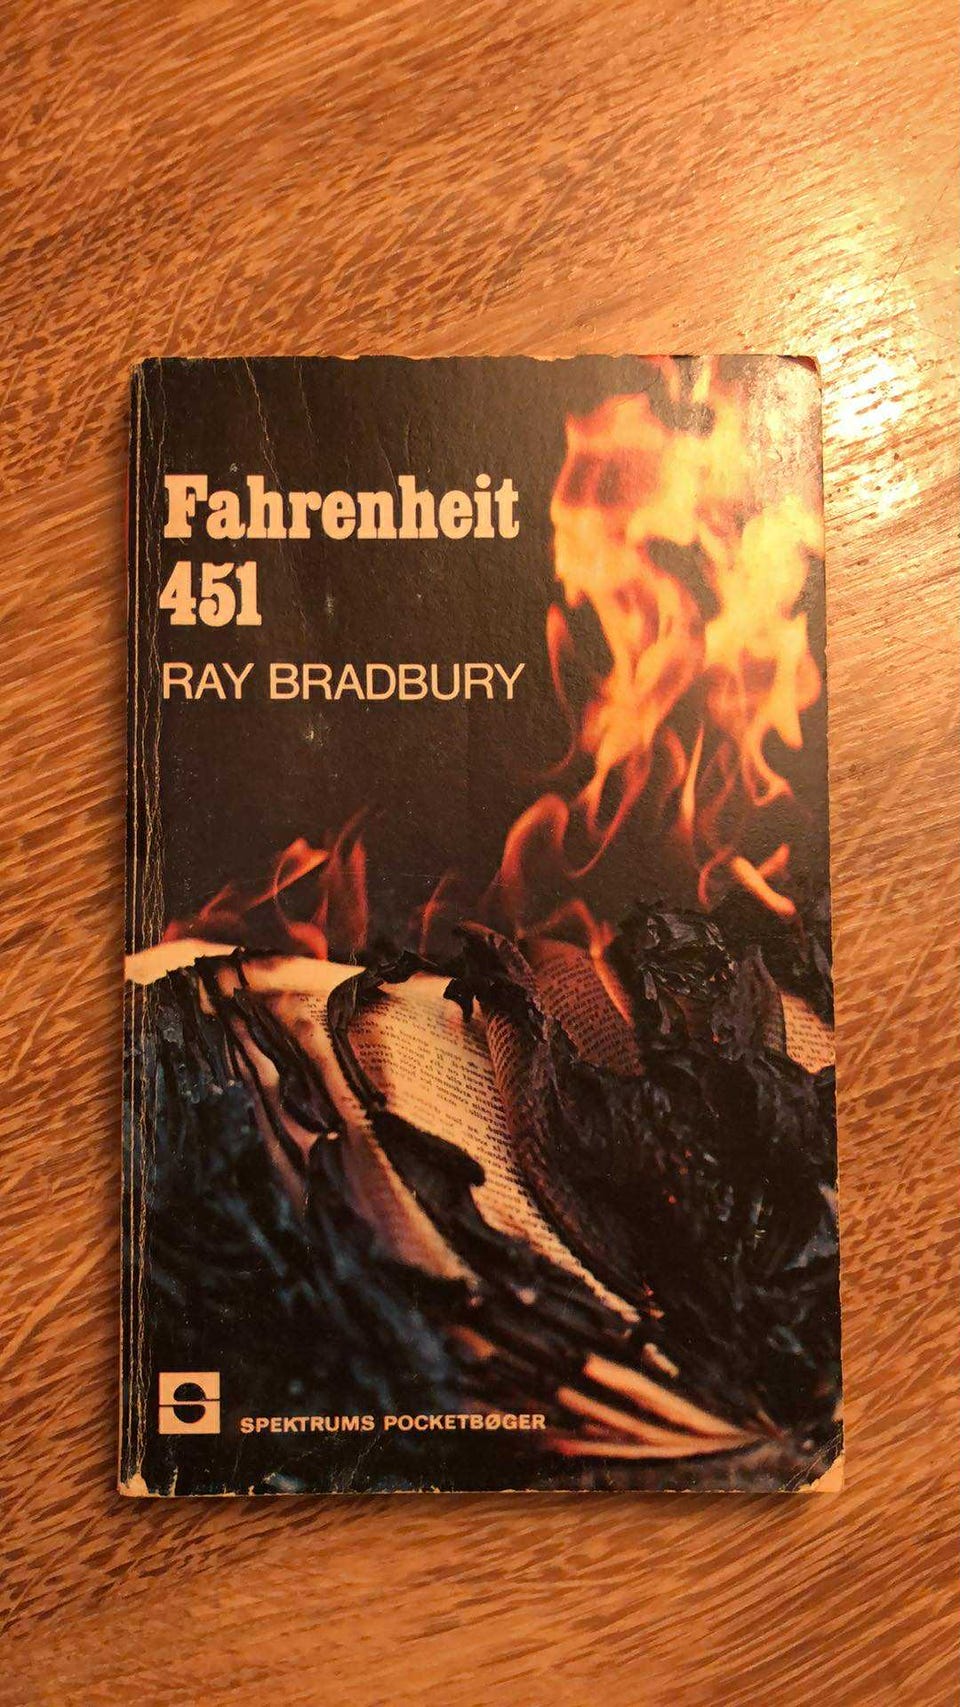 Fahrenheit
451
RAY BRADBURY
SPEKTRUMS POCKETBØGER